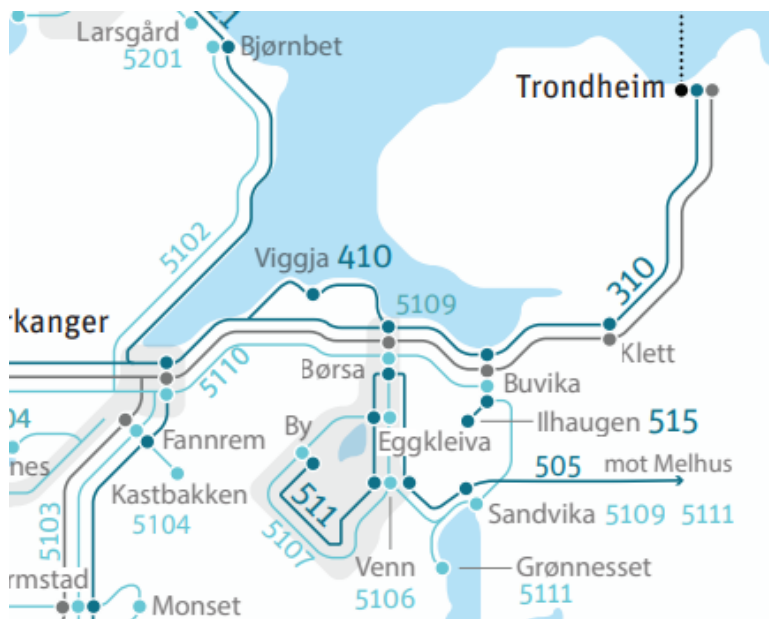 Larsgård
5201
Bjørnbet
Trondheim
5102
Viggja 410
310
rkanger
5109
Klett
5110
Børsa
Buvika
04
By
Ilhaugen 515
Fannrem
Eggkleiva
nes
505 mot Melhus
Kastbakken
511
5104
Sandvika 5109 5111
5103
5107
Venn
Grønnesset
rmstad
5106
5111
Monset